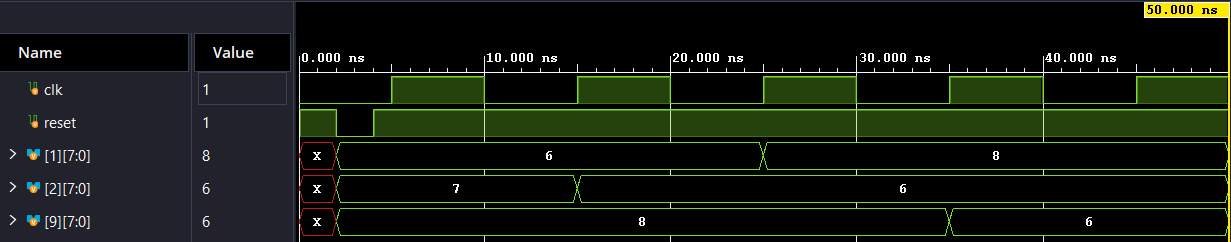 50.000 ns
Name Value
0.000 ns 10.000 ns 20.000 ns 30.000 ns 40.000 ns
clk 1
reset 1
[1][7:0] 8 X 6 8
[2][7:0] 6 X 7 6
[9][7:0] 6 X 8 6